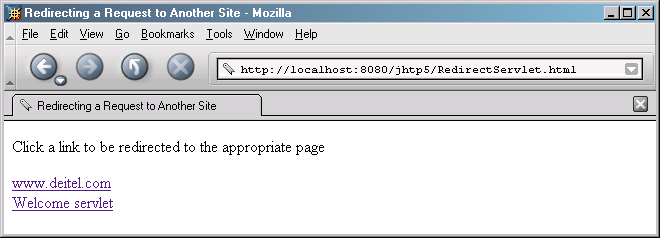 Redirecting a Request to Another Site - Mozilla
File Edit View Go Bookmarks Tools Window Help
http://localhost:8080/jhtp5/RedirectServlet.html
Redirecting a Request to Another Site
Click a link to be redirected to the appropriate page
www.deitel.com
Welcome servlet